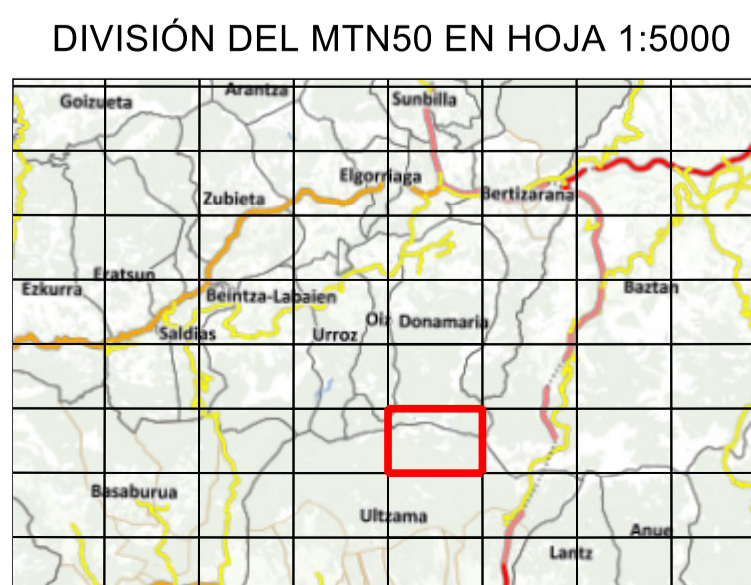 DIVISIÓN DEL MTN50 EN HOJA 1:5000
Arantza
Goizueta
Sunbilla
Elgorriaga
Bertizarana
Zubieta
Eratsun
Ezkurra
Baztan
Beintza-Labaien
Oiz
Donamaria
Saldias
Urroz
Basaburua
Ultzama
Anue
Lantz